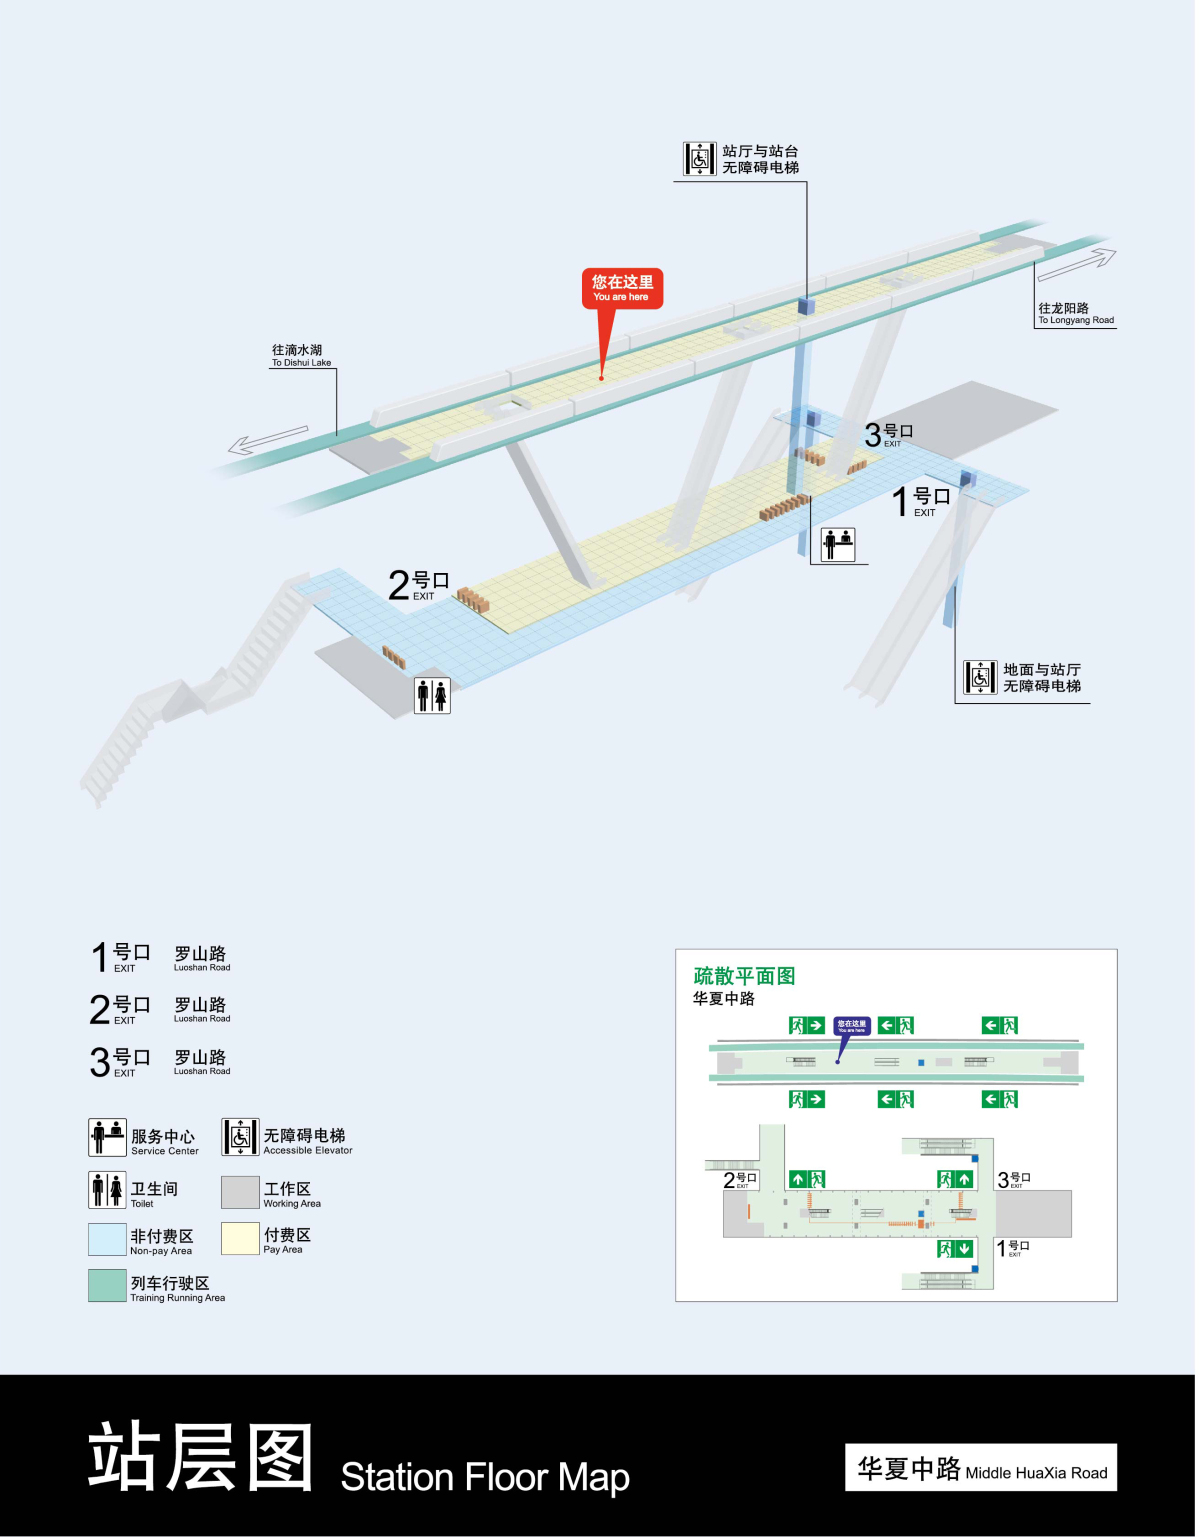 站厅与站台
无障碍电梯
您在这里
You are here
往龙阳路
To Longyang Road
往滴水湖
To Dishui Lake
3号口
EXIT
1号口
EXIT
2号口
EXIT
地面与站厅
无障碍电梯
1号口 罗山路
EXIT Luoshan Road
2号口 罗山路
EXIT Luoshan Road
3号口 罗山路
EXIT Luoshan Road
服务中心
Service Center
无障碍电梯
Accessible Elevator
卫生间
Toilet
工作区
Working Area
非付费区
Non-pay Area
付费区
Pay Area
列车行驶区
Training Running Area
疏散平面图
华夏中路
您在这里
You are here
2号口
EXIT
3号口
EXIT
1号口
EXIT
站层图 Station Floor Map
华夏中路 Middle HuaXia Road